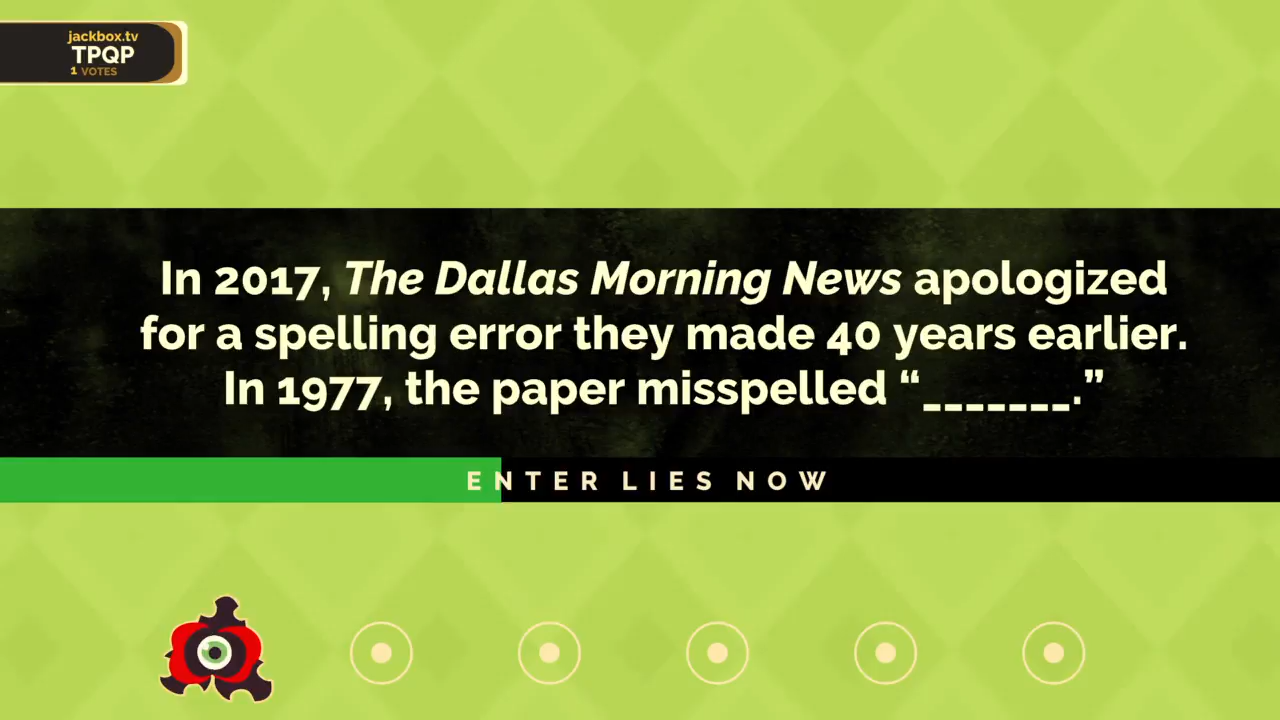 jackbox.tv
TPQP
1 VOTES
In 2017, The Dallas Morning News apologized
for a spelling error they made 40 years earlier.
In 1977, the paper misspelled “_______.”
ENTER LIES NOW